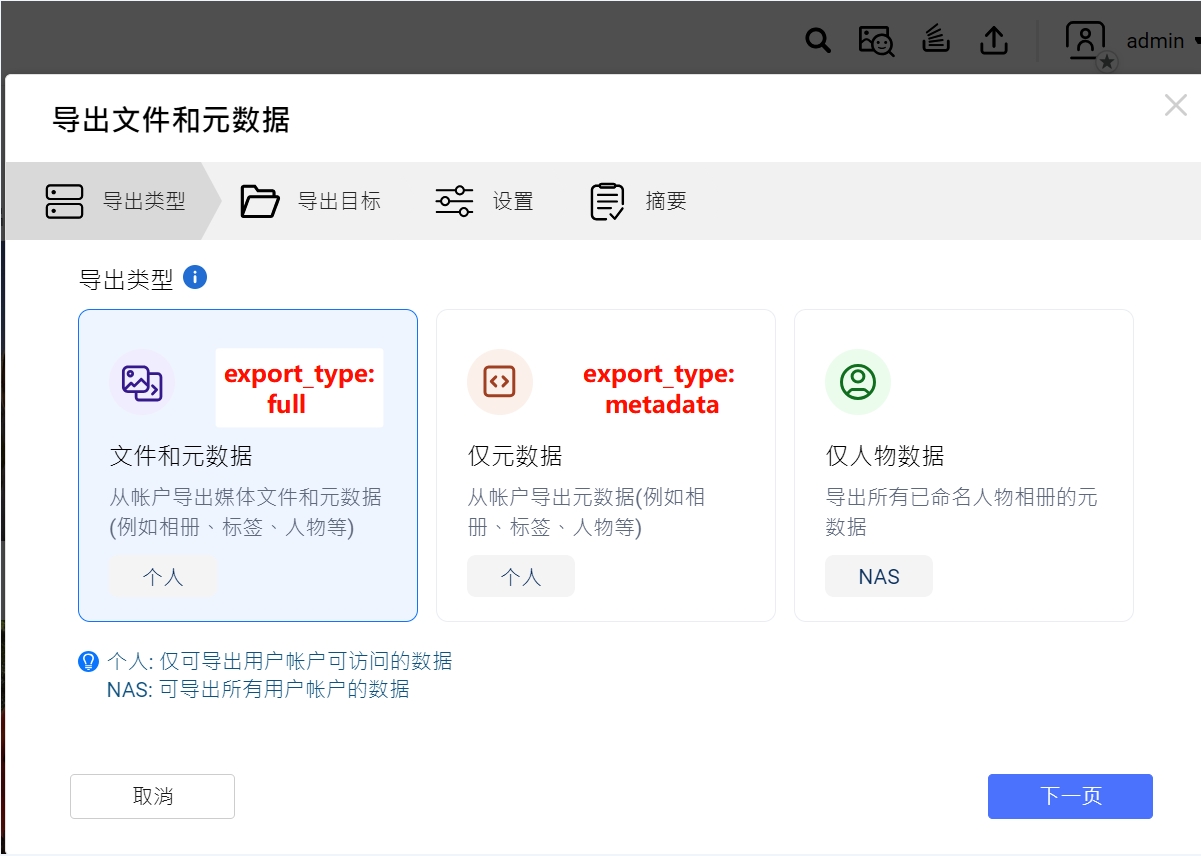 admin
导出文件和元数据
导出类型
导出目标
设置
摘要
导出类型
export_type:
full
文件和元数据
从帐户导出媒体文件和元数据
(例如相册、标签、人物等)
个人
export_type:
metadata
仅元数据
从帐户导出元数据(例如相
册、标签、人物等)
个人
仅人物数据
导出所有已命名人物相册的元
数据
NAS
个人: 仅可导出用户帐户可访问的数据
NAS: 可导出所有用户帐户的数据
取消
下一页